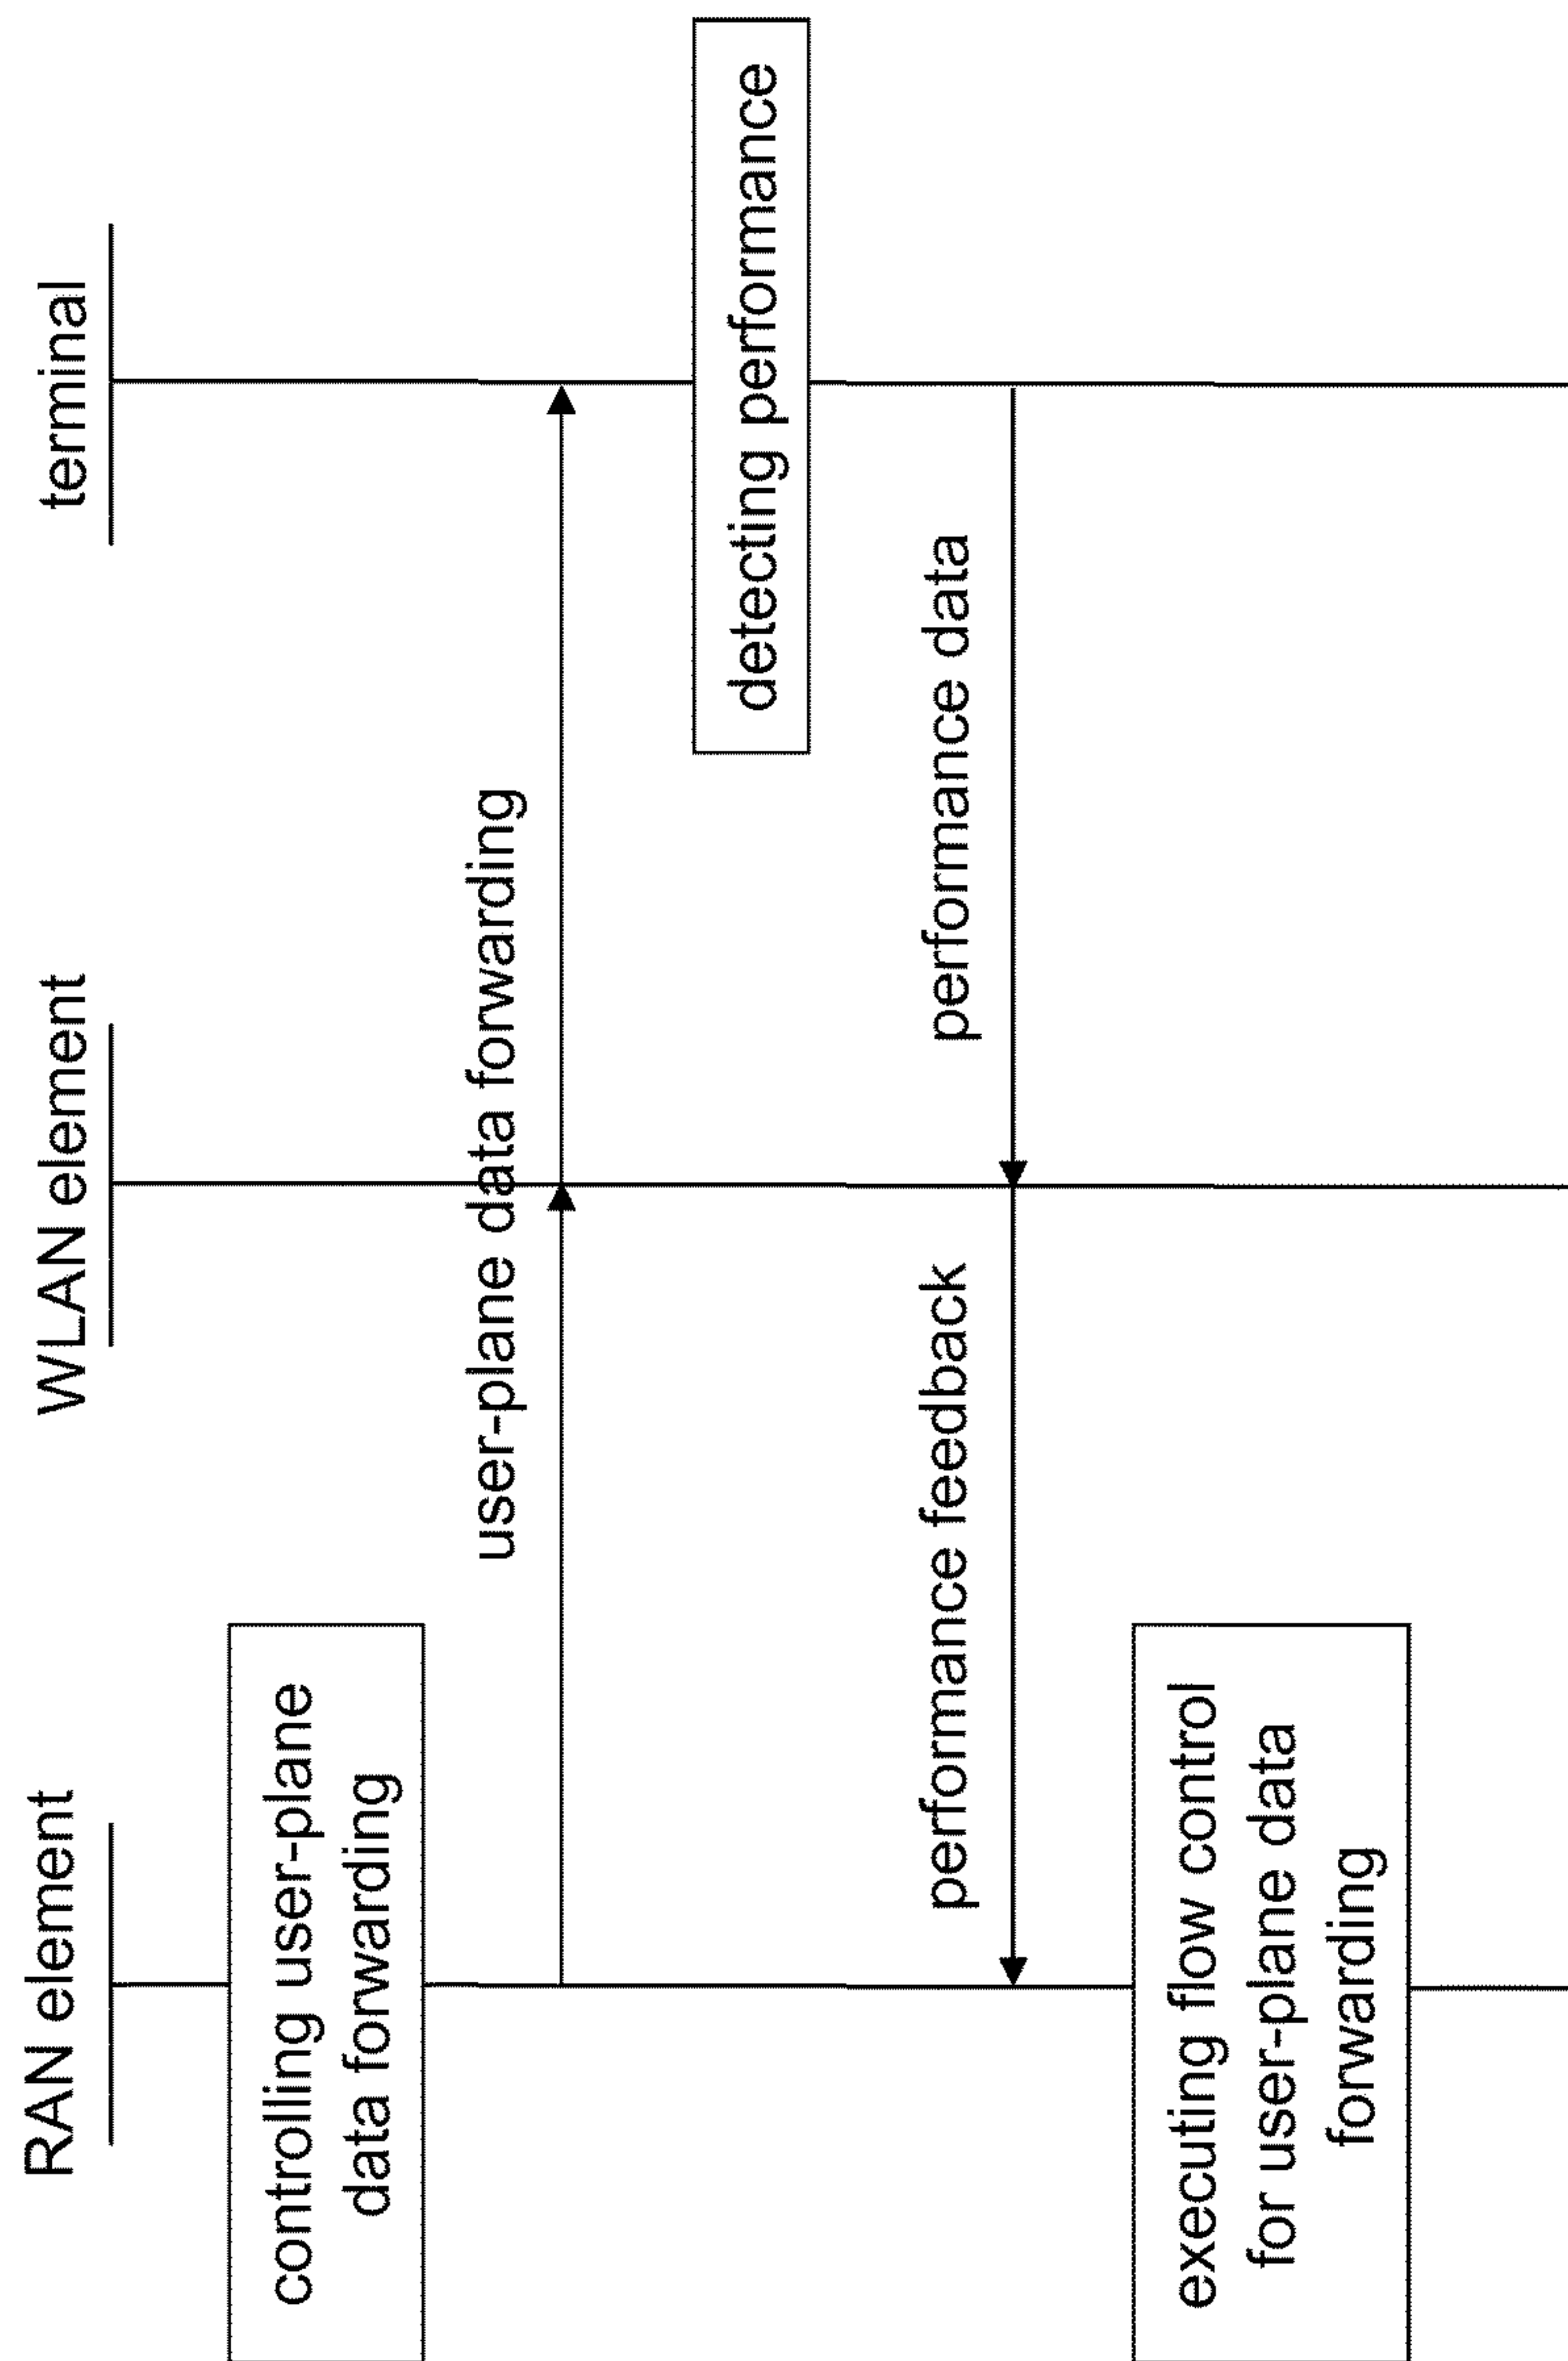 RAN element
WLAN element
terminal
controlling user-plane
data forwarding
user-plane data forwarding
detecting performance
performance feedback
performance data
executing flow control
for user-plane data
forwarding